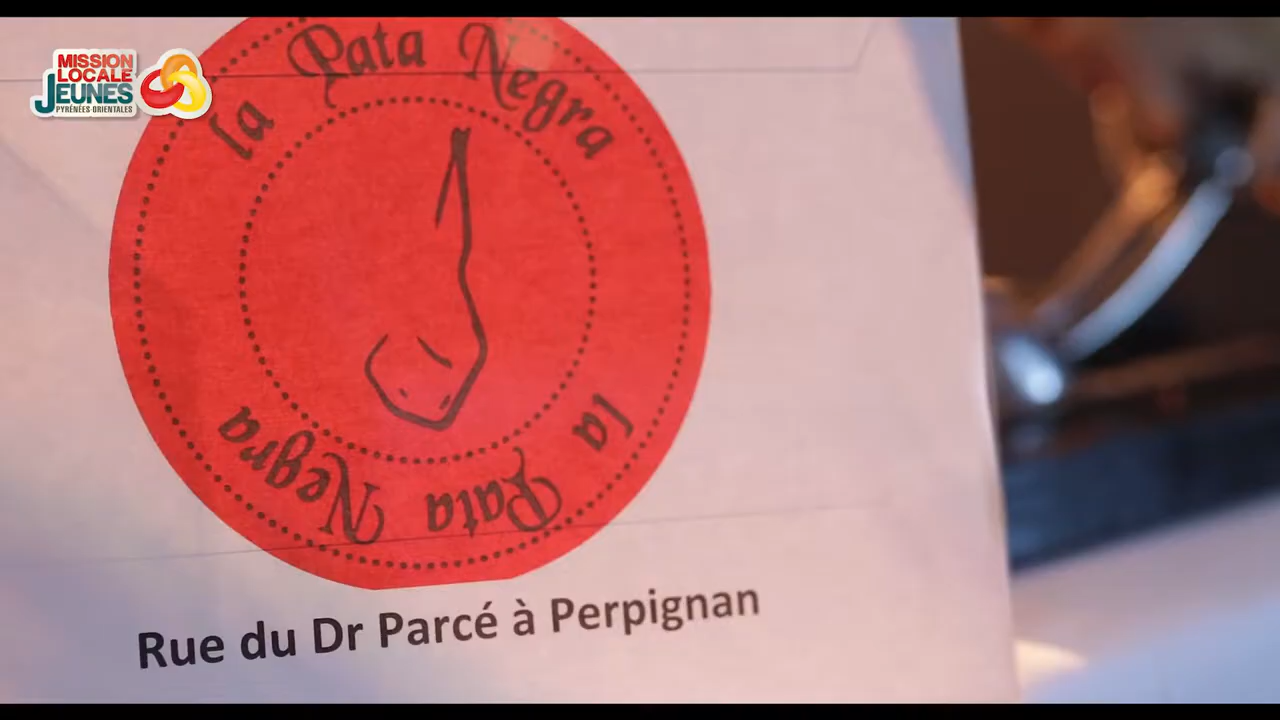 MISSION
LOCALE
JEUNES
PYRÉNÉES-ORIENTALES
la Pata Negra
la Pata Negra
Rue du Dr Parcé à Perpignan